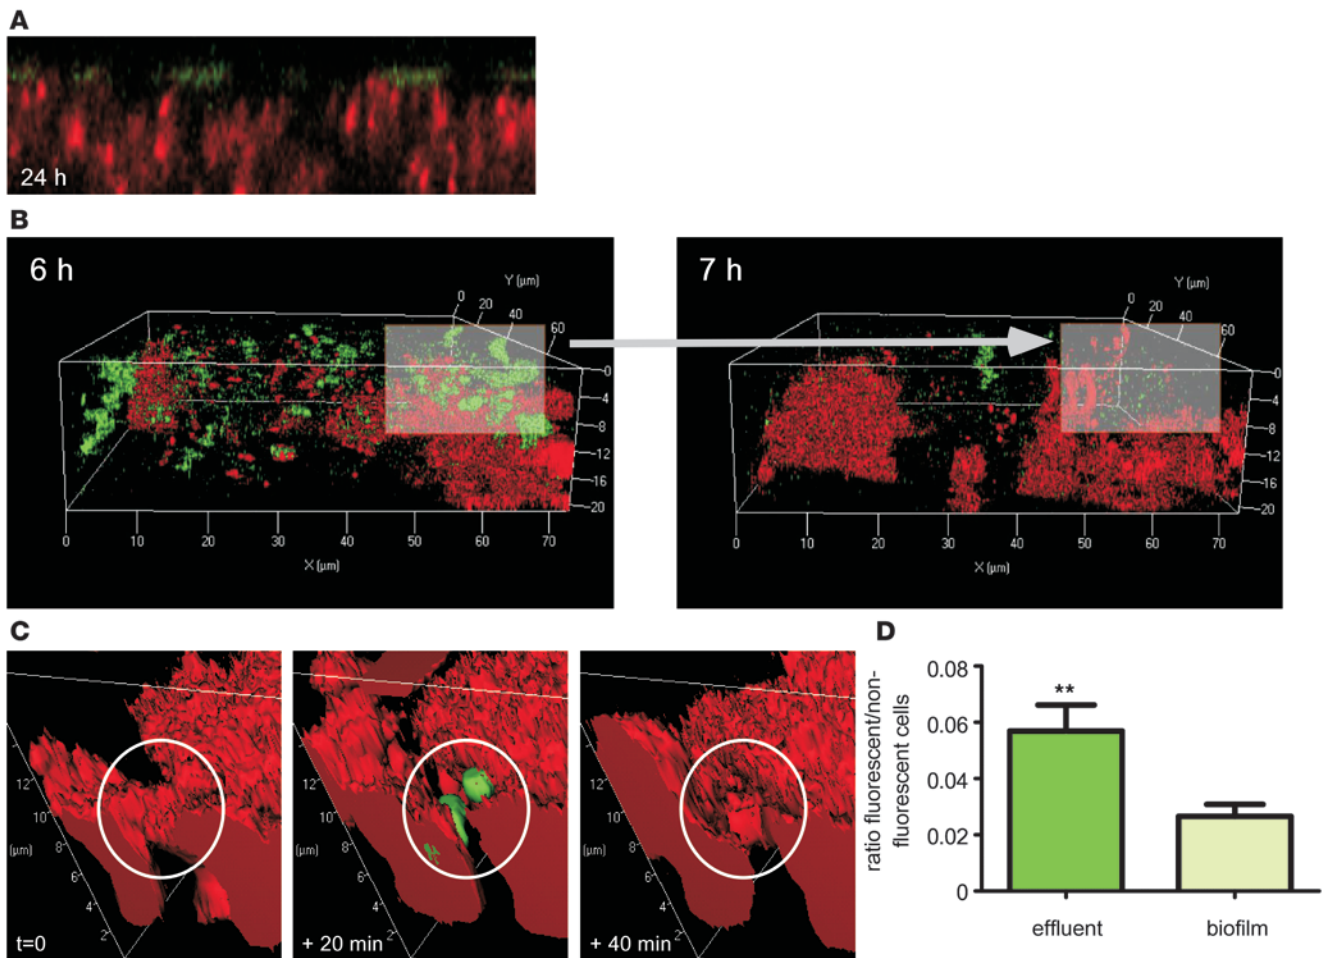 A
24 h
B
6 h
Y (µm)
0
20
40
60
0
4
8
12
16
20
0 10 20 30 40 50 60 70
X (µm)
7 h
Y (µm)
0
20
40
60
0
4
8
12
16
20
0 10 20 30 40 50 60 70
X (µm)
C
12
10
(µm)
8
6
4
2
t=0
12
10
(µm)
8
6
4
2
+ 20 min
12
10
(µm)
8
6
4
2
+ 40 min
D
ratio fluorescent/non-
fluorescent cells
0.08
0.06
0.04
0.02
0
**
effluent biofilm